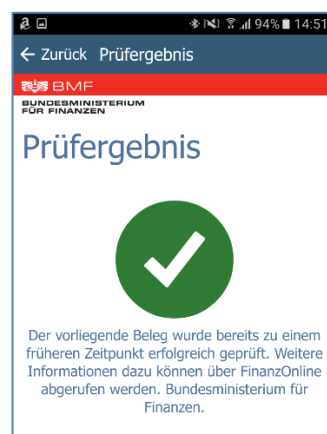 94% 14:51
← Zurück Prüfergebnis
BMF
BUNDESMINISTERIUM
FÜR FINANZEN
Prüfergebnis
Der vorliegende Beleg wurde bereits zu einem
früheren Zeitpunkt erfolgreich geprüft. Weitere
Informationen dazu können über FinanzOnline
abgerufen werden. Bundesministerium für
Finanzen.